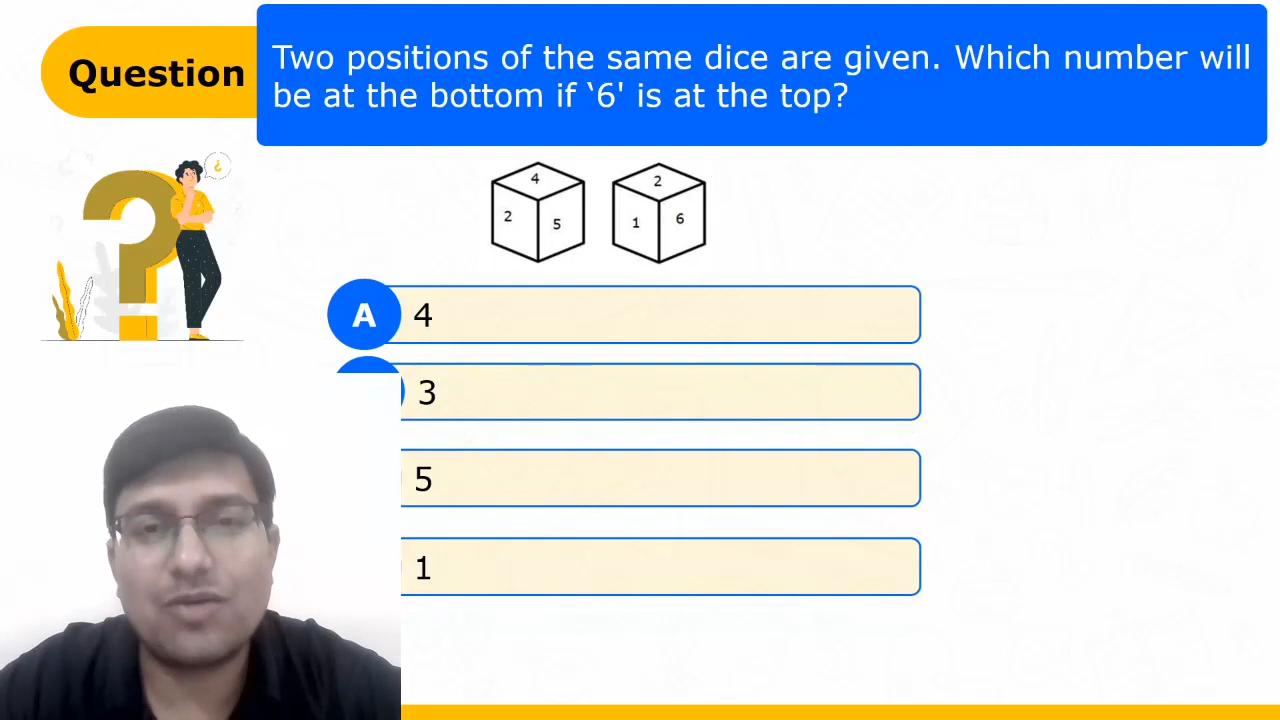 Question
Two positions of the same dice are given. Which number will
be at the bottom if ‘6' is at the top?
4
2
5
2
1
6
A 4
3
5
1